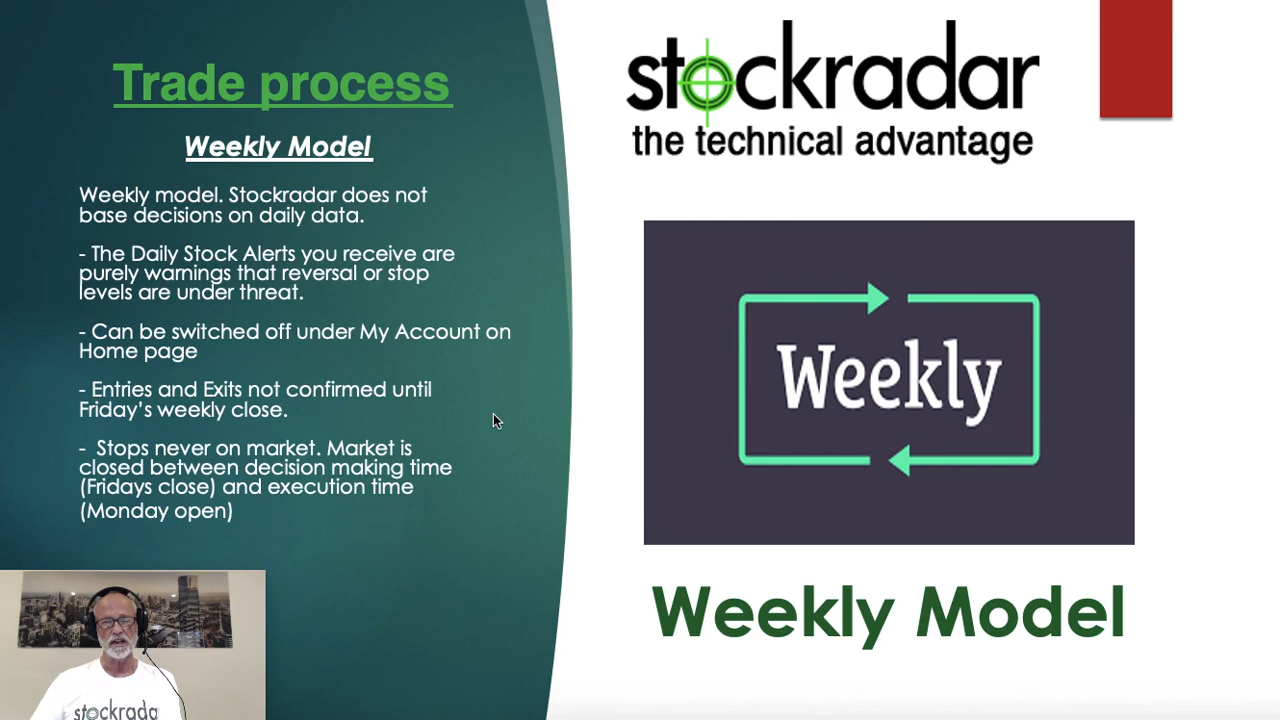 Trade process
Weekly Model
Weekly model. Stockradar does not
base decisions on daily data.
- The Daily Stock Alerts you receive are
purely warnings that reversal or stop
levels are under threat.
- Can be switched off under My Account on
Home page
- Entries and Exits not confirmed until
Friday's weekly close.
- Stops never on market. Market is
closed between decision making time
(Fridays close) and execution time
(Monday open)
stockradar
the technical advantage
Weekly
Weekly Model
stockrada